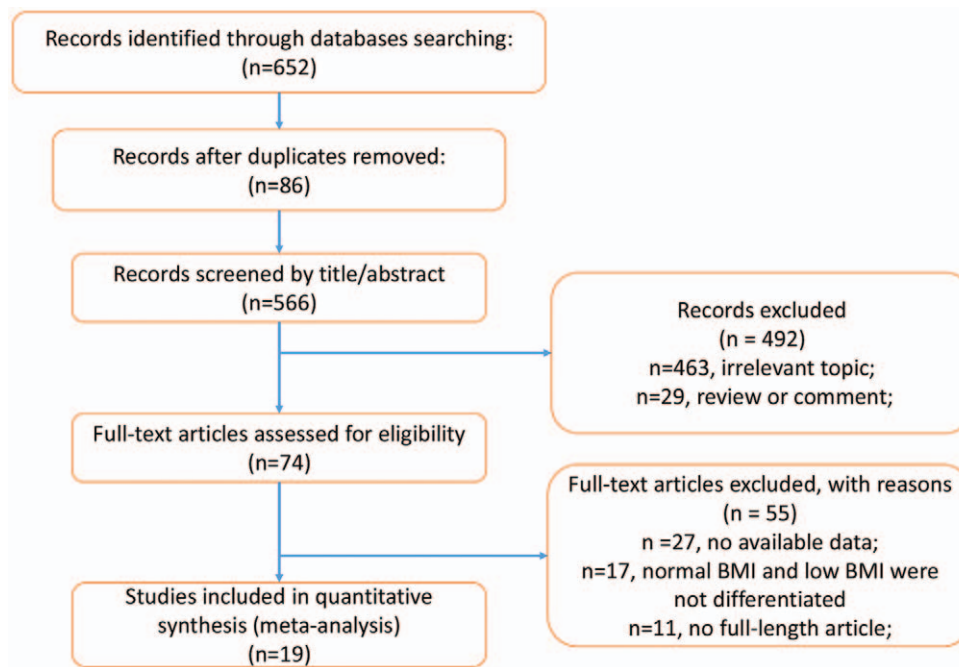 Records identified through databases searching:
(n=652)
Records after duplicates removed:
(n=86)
Records screened by title/abstract
(n=566)
Records excluded
(n = 492)
n=463, irrelevant topic;
n=29, review or comment;
Full-text articles assessed for eligibility
(n=74)
Full-text articles excluded, with reasons
(n = 55)
n =27, no available data;
n=17, normal BMI and low BMI were
not differentiated
n=11, no full-length article;
Studies included in quantitative
synthesis (meta-analysis)
(n=19)